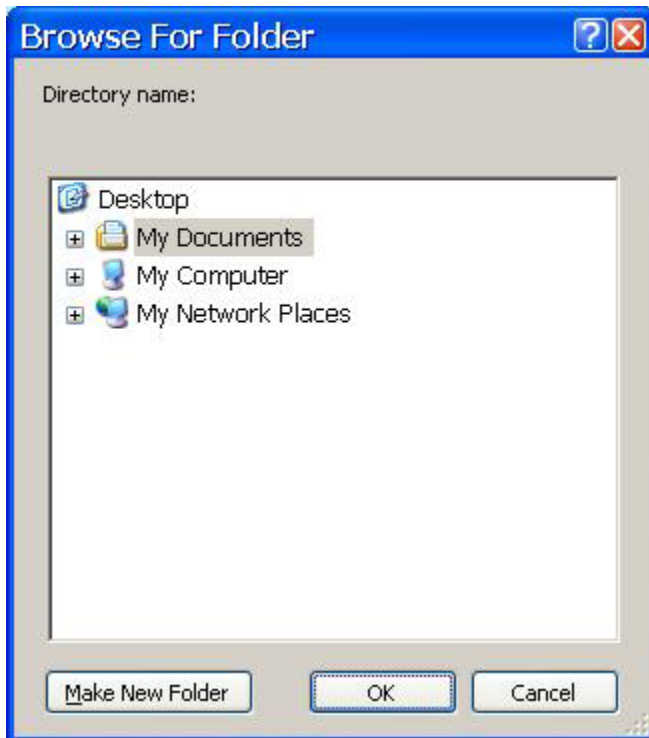 Browse For Folder
Directory name:
Desktop
My Documents
My Computer
My Network Places
Make New Folder OK Cancel